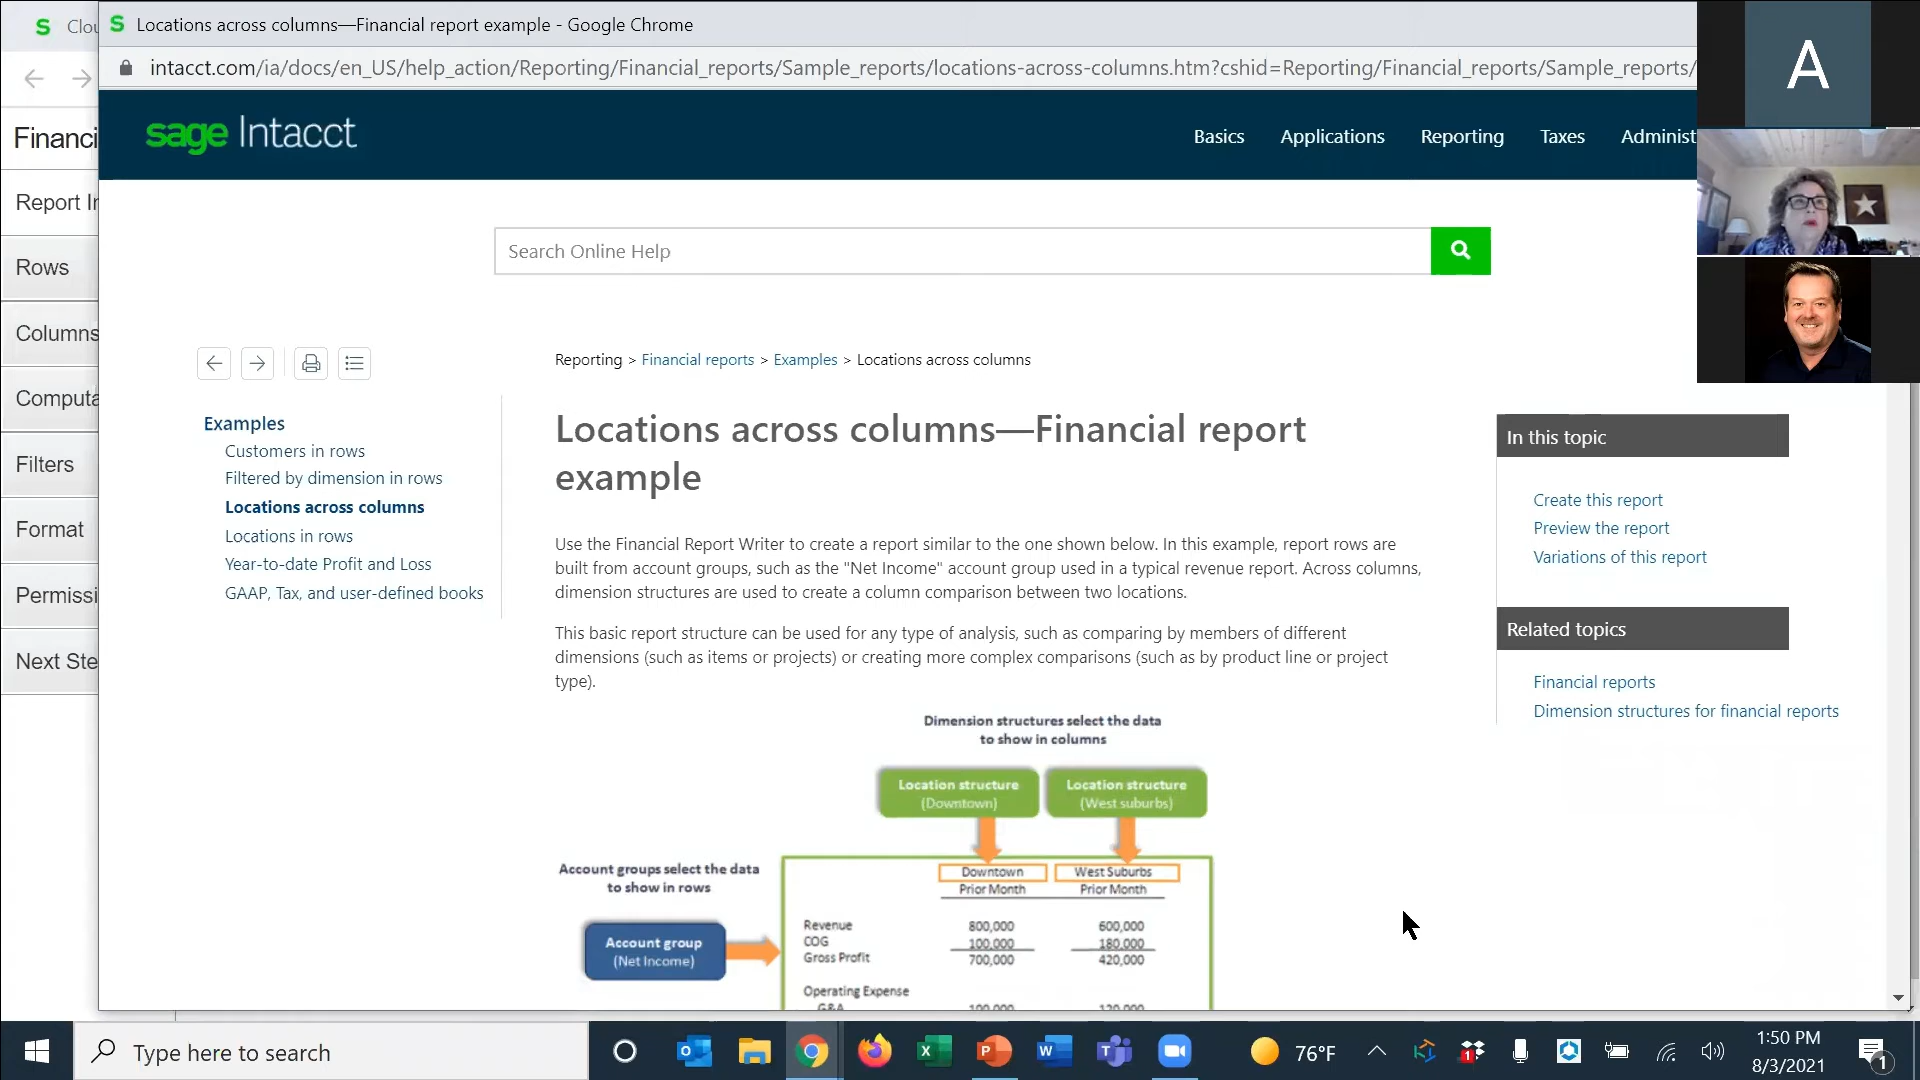 Clou
Locations across columns—Financial report example - Google Chrome
intacct.com/ia/docs/en_US/help_action/Reporting/Financial_reports/Sample_reports/locations-across-columns.htm?cshid=Reporting/Financial_reports/Sample_reports/
A
sage Intacct
Basics Applications Reporting Taxes Administ
Financi
Report In
Rows
Columns
Computa
Filters
Format
Permissi
Next Ste
Search Online Help
Reporting > Financial reports > Examples > Locations across columns
Examples
Customers in rows
Filtered by dimension in rows
Locations across columns
Locations in rows
Year-to-date Profit and Loss
GAAP, Tax, and user-defined books
Locations across columns—Financial report
example
Use the Financial Report Writer to create a report similar to the one shown below. In this example, report rows are
built from account groups, such as the "Net Income" account group used in a typical revenue report. Across columns,
dimension structures are used to create a column comparison between two locations.
This basic report structure can be used for any type of analysis, such as comparing by members of different
dimensions (such as items or projects) or creating more complex comparisons (such as by product line or project
type).
In this topic
Create this report
Preview the report
Variations of this report
Related topics
Financial reports
Dimension structures for financial reports
Dimension structures select the data
to show in columns
Location structure
(Downtown)
Location structure
(West suburbs)
Account groups select the data
to show in rows
Account group
(Net Income)
Downtown West Suburbs
Prior Month Prior Month
Revenue 800,000 600,000
COG 100,000 180,000
Gross Profit 700,000 420,000
Operating Expense
G&A 100,000 120,000
Type here to search
76°F
1:50 PM
8/3/2021
1
1